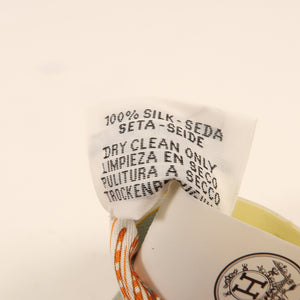 100% SILK - SEDA
SETA-SEIDE
DRY CLEAN ONLY
LIMPIEZA EN SECO
PULITURA A SECCO
H